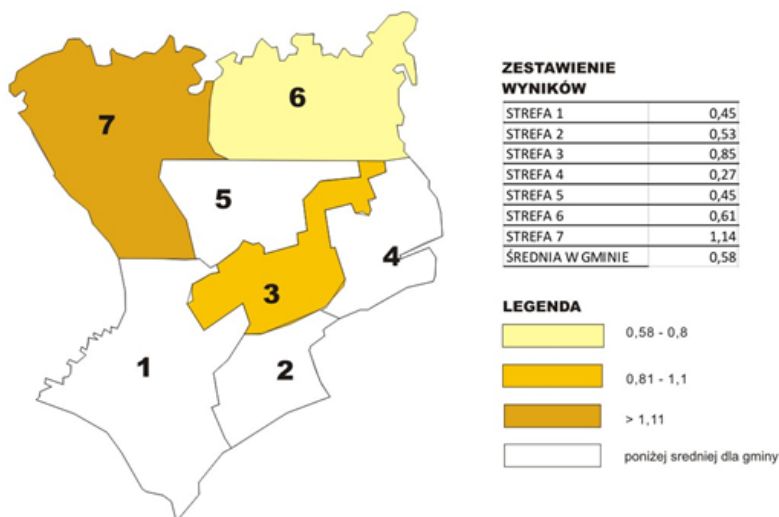 7
6
5
4
3
1
2
ZESTAWIENIE
WYNIKÓW
STREFA 1 0,45
STREFA 2 0,53
STREFA 3 0,85
STREFA 4 0,27
STREFA 5 0,45
STREFA 6 0,61
STREFA 7 1,14
ŚREDNIA W GMINIE 0,58
LEGENDA
0,58 - 0,8
0,81 - 1,1
> 1,11
poniżej sredniej dla gminy